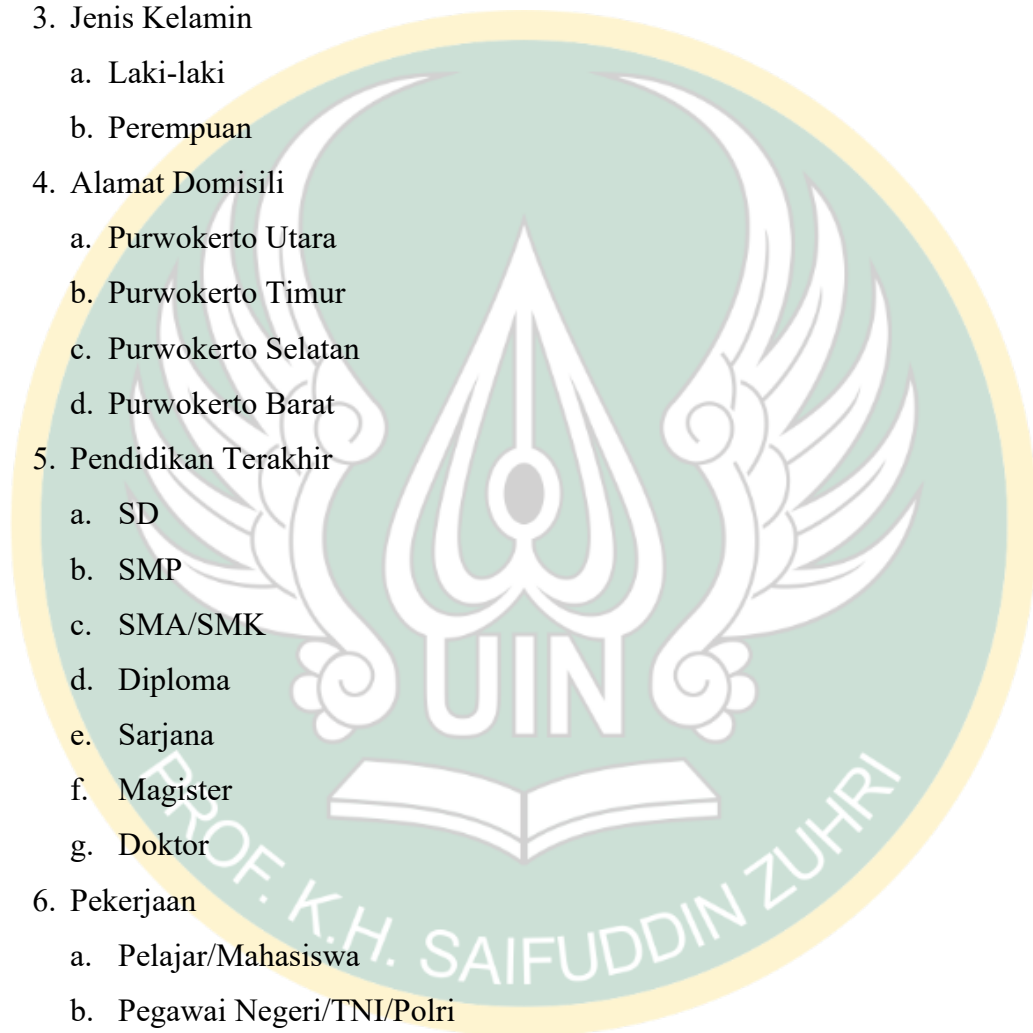 3. Jenis Kelamin
a. Laki-laki
b. Perempuan
4. Alamat Domisili
a. Purwokerto Utara
b. Purwokerto Timur
c. Purwokerto Selatan
d. Purwokerto Barat
5. Pendidikan Terakhir
a. SD
b. SMP
c. SMA/SMK
d. Diploma
e. Sarjana
f. Magister
g. Doktor
6. Pekerjaan
a. Pelajar/Mahasiswa
b. Pegawai Negeri/TNI/Polri
UIN
PROF. K.H. SAIFUDDIN ZUHRI